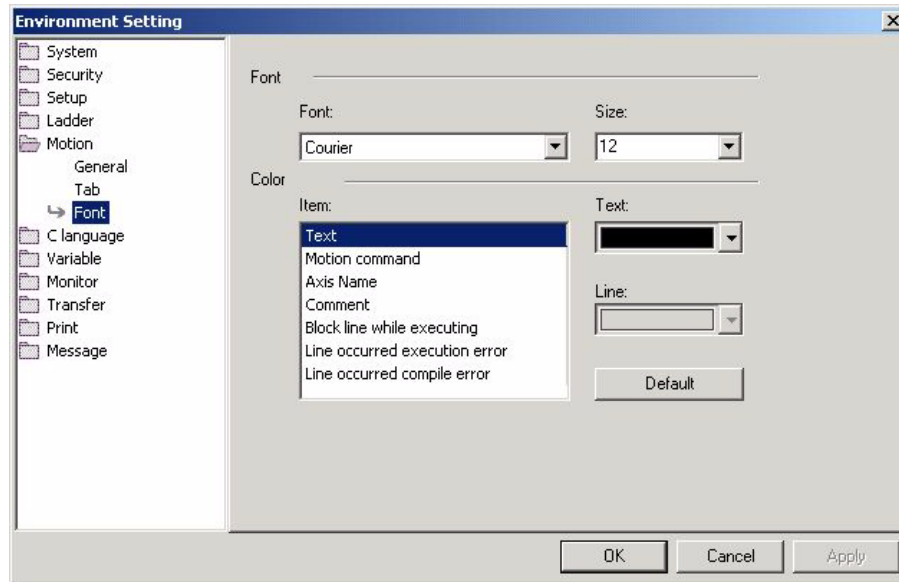 Environment Setting
System
Security
Setup
Ladder
Motion
General
Tab
Font
C language
Variable
Monitor
Transfer
Print
Message
Font
Font:
Size:
Courier
12
Color
Item:
Text:
Text
Motion command
Axis Name
Comment
Block line while executing
Line occurred execution error
Line occurred compile error
Line:
Default
OK
Cancel
Apply